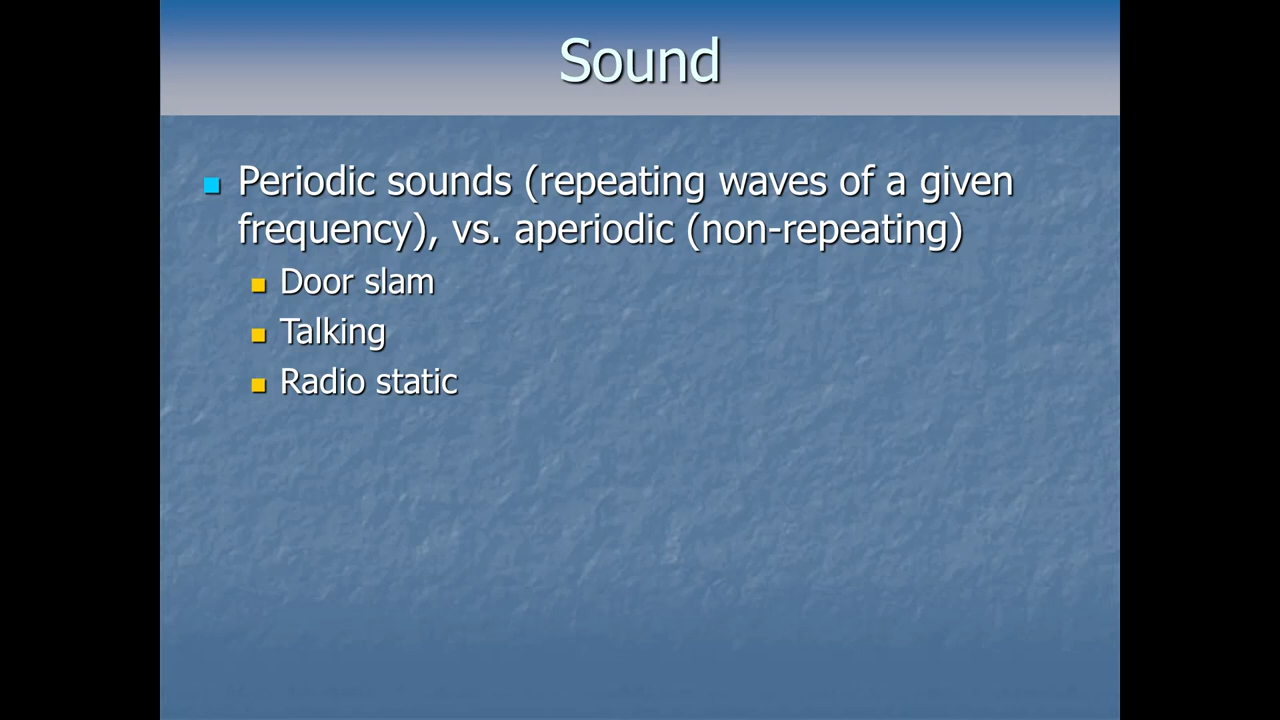 Sound
Periodic sounds (repeating waves of a given
frequency), vs. aperiodic (non-repeating)
Door slam
Talking
Radio static